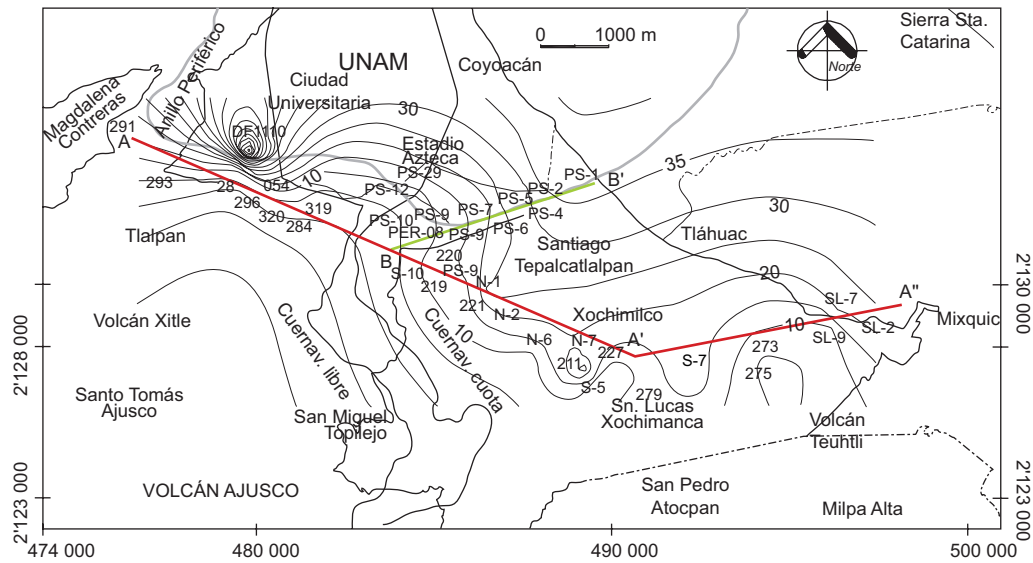 Sierra Sta.
Catarina
Norte
0 1000 m
UNAM
Coyoacán
Ciudad
Universitaria
Anillo Periférico
Magdalena
Contreras
30
DF1110
291
A
Estadio
Azteca
PS-29
35
PS-1
B'
PS-2
293
28
054
10
PS-12
PS-5
296
320
319
284
PS-10
PS-9
PS-7
PS-4
30
PER-08
PS-9
PS-6
Tlalpan
Santiago
Tepalcatlalpan
Tláhuac
B
220
S-10
PS-9
219
N-1
20
221
N-2
SL-7
A"
2'130 000
Volcán Xitle
Xochimilco
10
SL-2
Mixquic
10
N-6
N-7
A'
SL-9
2'128 000
Cuernav. libre
Cuernav. cuota
211
227
S-7
273
275
S-5
279
Santo Tomás
Ajusco
San Miguel
Topilejo
Sn. Lucas
Xochimanca
Volcán
Teuhtli
VOLCÁN AJUSCO
San Pedro
Atocpan
Milpa Alta
2'123 000
2'123 000
474 000
480 000
490 000
500 000